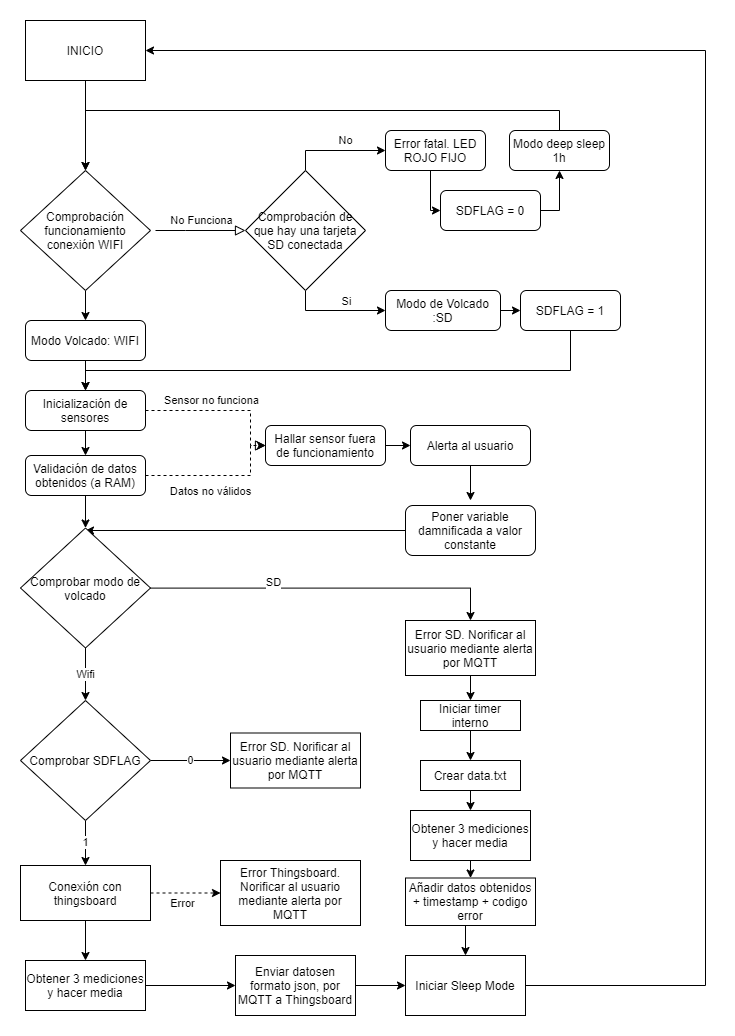 INICIO
No
Error fatal. LED
ROJO FIJO
Modo deep sleep
1h
Comprobación
funcionamiento
conexión WIFI
No Funciona
Comprobación de
que hay una tarjeta
SD conectada
SDFLAG = 0
Si
Modo de Volcado
:SD
SDFLAG = 1
Modo Volcado: WIFI
Inicialización de
sensores
Sensor no funciona
Hallar sensor fuera
de funcionamiento
Alerta al usuario
Validación de datos
obtenidos (a RAM)
Datos no válidos
Poner variable
damnificada a valor
constante
Comprobar modo de
volcado
SD
Error SD. Norificar al
usuario mediante alerta
por MQTT
Wifi
Iniciar timer
interno
Comprobar SDFLAG
0
Error SD. Norificar al
usuario mediante alerta
por MQTT
Crear data.txt
Obtener 3 mediciones
y hacer media
1
Conexión con
thingsboard
Error
Error Thingsboard.
Norificar al usuario
mediante alerta por
MQTT
Añadir datos obtenidos
+ timestamp + codigo
error
Obtener 3 mediciones
y hacer media
Enviar datosen
formato json, por
MQTT a Thingsboard
Iniciar Sleep Mode